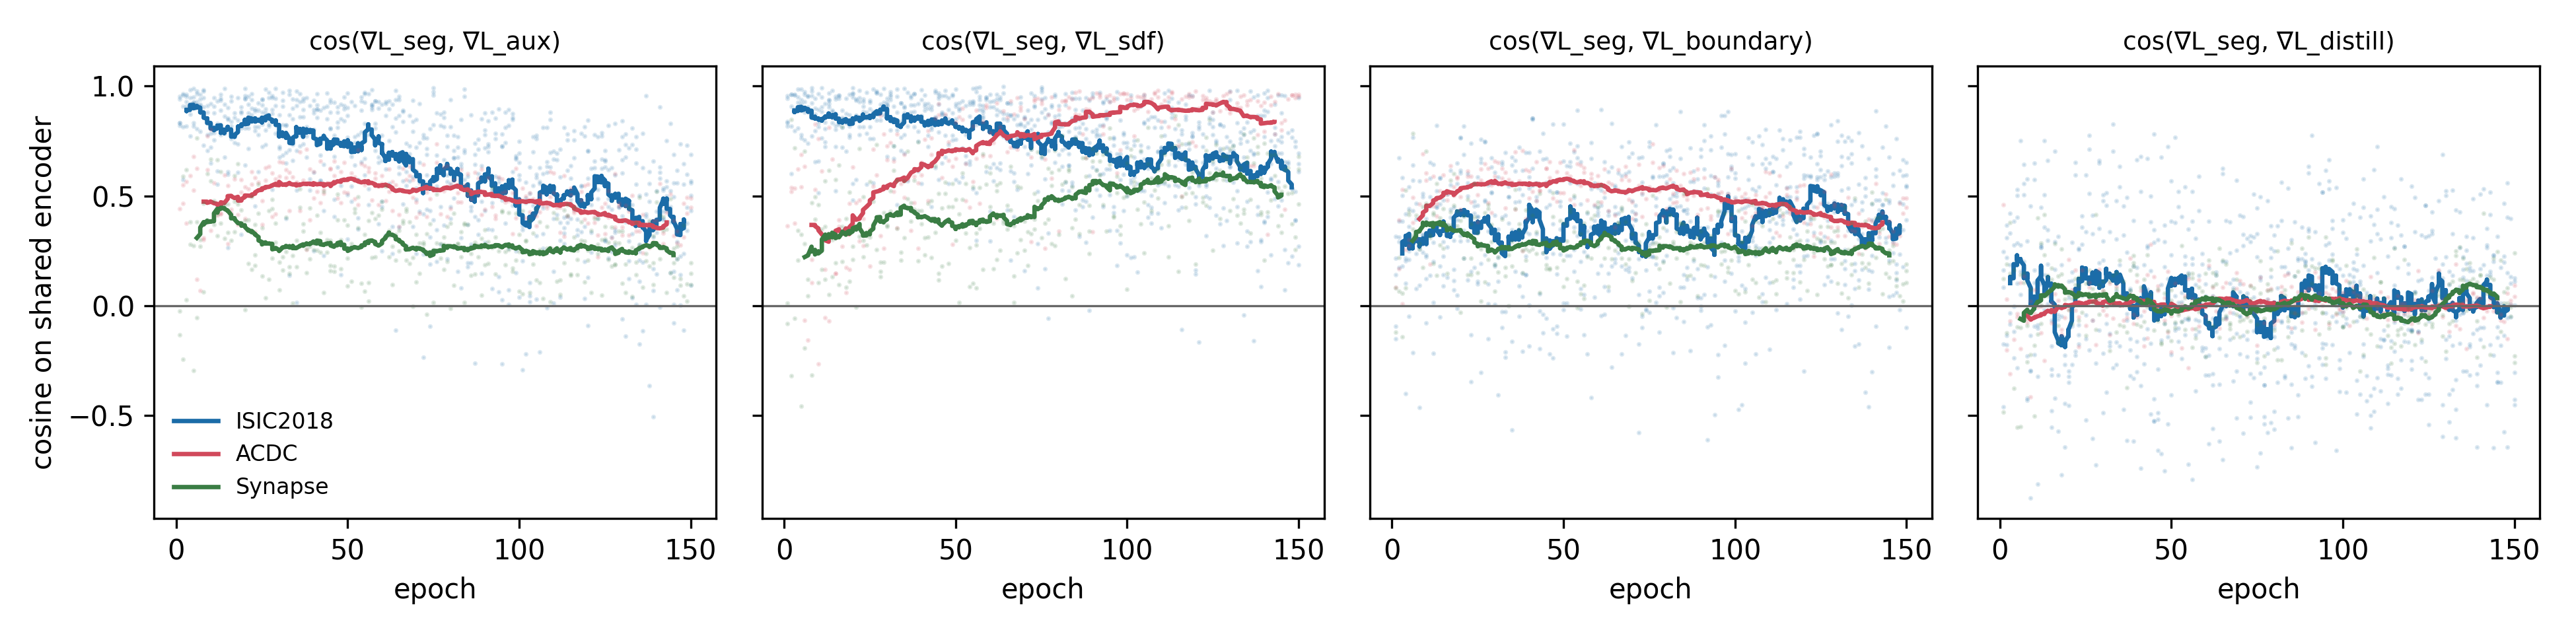 cos(∇L_seg, ∇L_aux)
cos(∇L_seg, ∇L_sdf)
cos(∇L_seg, ∇L_boundary)
cos(∇L_seg, ∇L_distill)
cosine on shared encoder
1.0
0.5
0.0
−0.5
ISIC2018
ACDC
Synapse
0 50 100 150
0 50 100 150
0 50 100 150
0 50 100 150
epoch
epoch
epoch
epoch